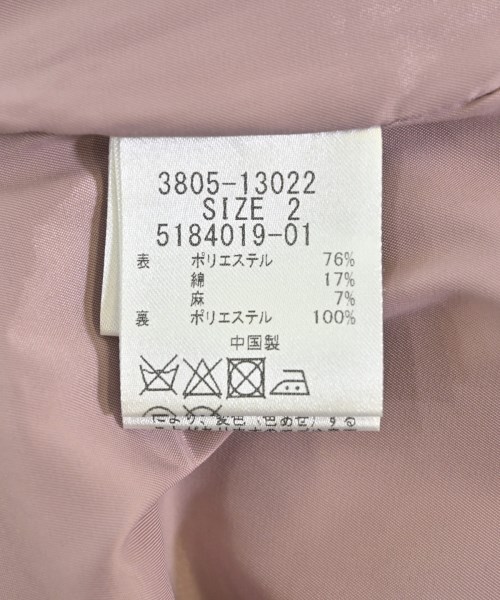 3805-13022
SIZE 2
5184019-01
表 ポリエステル 76%
綿 17%
麻 7%
裏 ポリエステル 100%
中国製